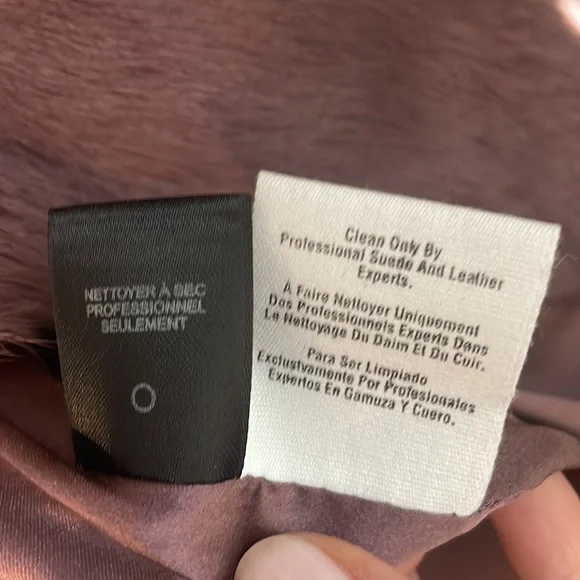 NETTOYER À SEC
PROFESSIONNEL
SEULEMENT
Clean Only By
Professional Suede And Leather
Experts.
À Faire Nettoyer Uniquement
Des Professionnels Experts Dans
Le Nettoyage Du Daim Et Du Cuir.
Para Ser Limpiado
Exclustvamente Por Profesionales
Expertos En Gamuza Y Cuero.